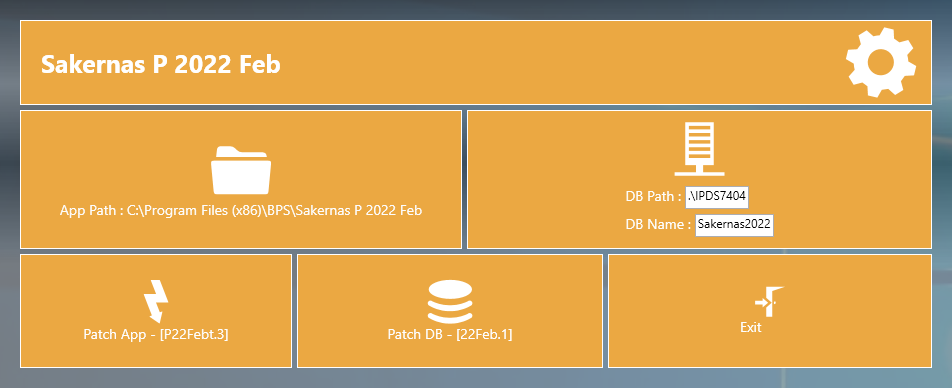 Sakernas P 2022 Feb
App Path : C:\Program Files (x86)\BPS\Sakernas P 2022 Feb
DB Path : .\IPDS7404
DB Name : Sakernas2022
Patch App - [P22Febt.3]
Patch DB - [22Feb.1]
Exit